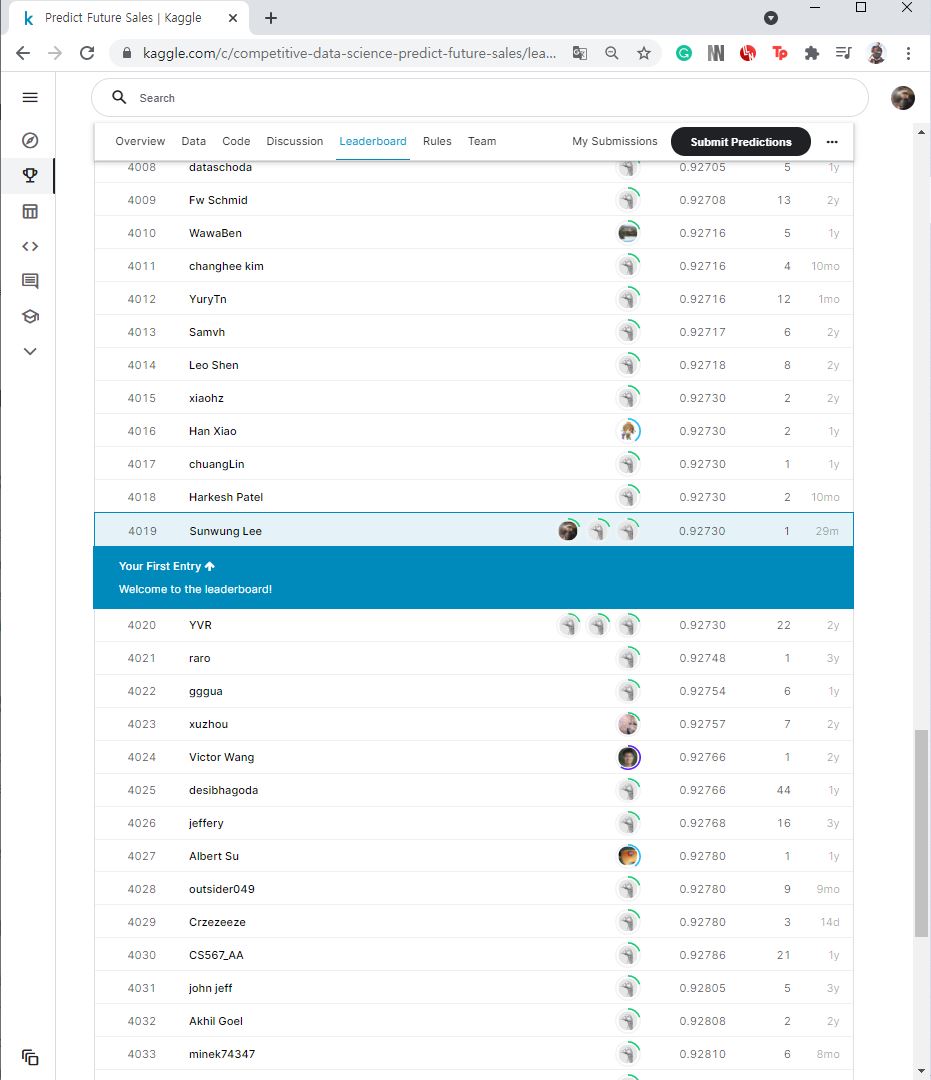 Predict Future Sales | Kaggle
kaggle.com/c/competitive-data-science-predict-future-sales/lea...
Search
Overview Data Code Discussion Leaderboard Rules Team My Submissions Submit Predictions
4008 dataschoda 0.92705 5 1y
4009 Fw Schmid 0.92708 13 2y
4010 WawaBen 0.92716 5 1y
4011 changhee kim 0.92716 4 10mo
4012 YuryTn 0.92716 12 1mo
4013 Samvh 0.92717 6 2y
4014 Leo Shen 0.92718 8 2y
4015 xiaohz 0.92730 2 2y
4016 Han Xiao 0.92730 2 1y
4017 chuangLin 0.92730 1 1y
4018 Harkesh Patel 0.92730 2 10mo
4019 Sunwung Lee 0.92730 1 29m
Your First Entry ↑
Welcome to the leaderboard!
4020 YVR 0.92730 22 2y
4021 raro 0.92748 1 3y
4022 gggua 0.92754 6 1y
4023 xuzhou 0.92757 7 2y
4024 Victor Wang 0.92766 1 2y
4025 desibhagoda 0.92766 44 1y
4026 jeffery 0.92768 16 3y
4027 Albert Su 0.92780 1 1y
4028 outsider049 0.92780 9 9mo
4029 Crzezeeze 0.92780 3 14d
4030 CS567_AA 0.92786 21 1y
4031 john jeff 0.92805 5 3y
4032 Akhil Goel 0.92808 2 2y
4033 minek74347 0.92810 6 8mo